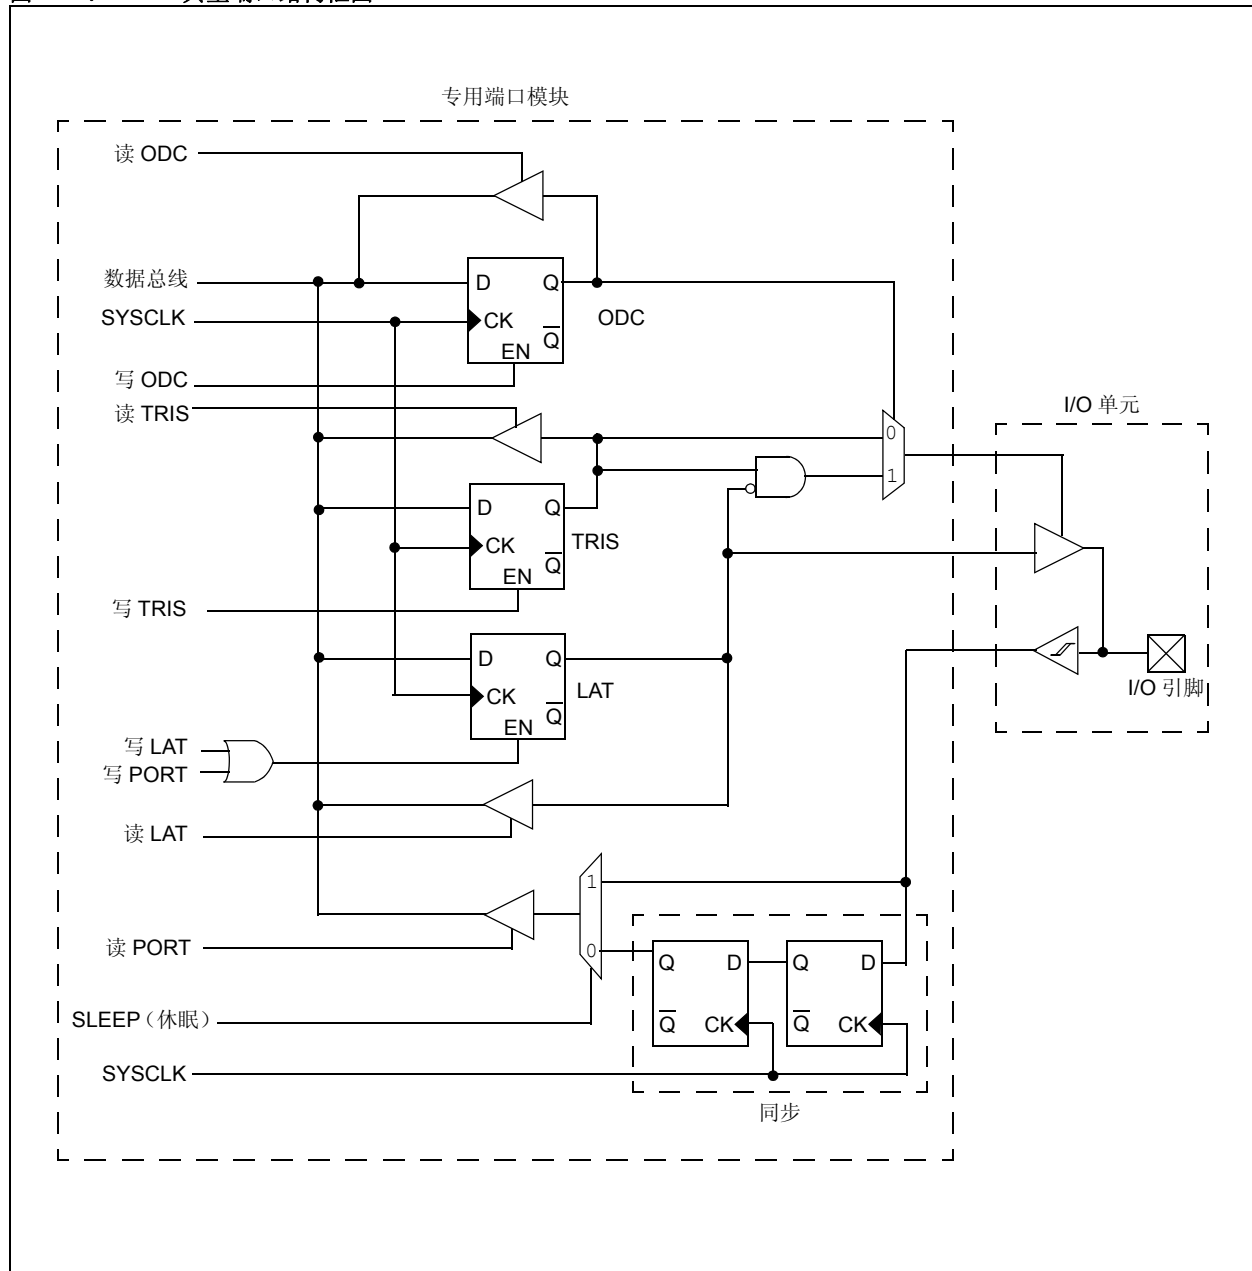 专用端口模块
读 ODC
数据总线
D
Q
SYSCLK
CK
ODC
Q
EN
写 ODC
读 TRIS
I/O 单元
0
1
D
Q
CK
TRIS
Q
EN
写 TRIS
D
Q
CK
LAT
Q
EN
I/O 引脚
写 LAT
写 PORT
读 LAT
1
读 PORT
0
Q
D
Q
D
SLEEP（休眠）
Q
CK
Q
CK
SYSCLK
同步